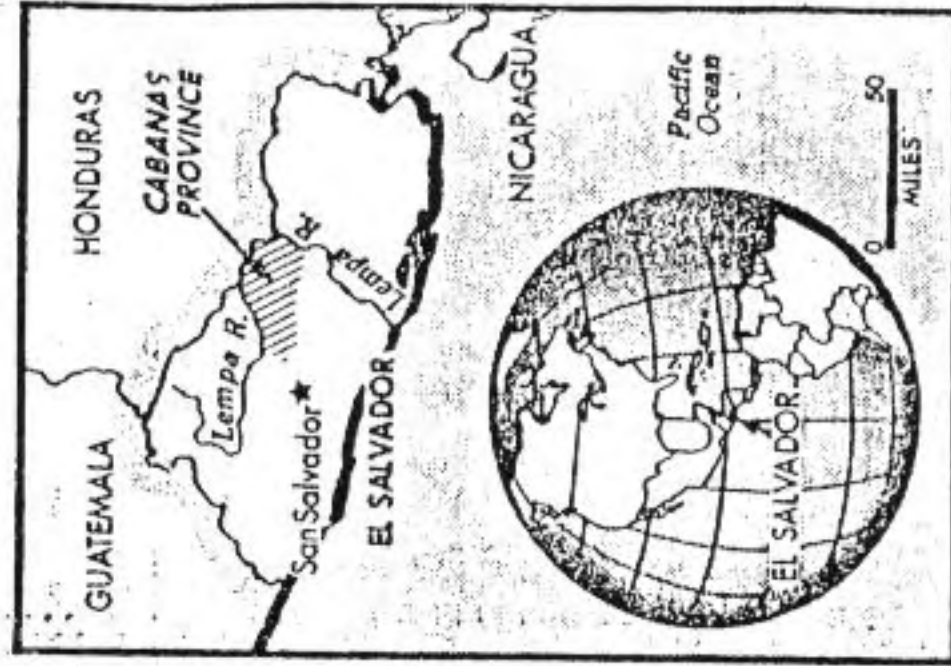 GUATEMALA
HONDURAS
CABANAS
PROVINCE
Lempa R.
Lempa R.
San Salvador
EL SALVADOR
NICARAGUA
Pacific
Ocean
EL SALVADOR
0 50
MILES